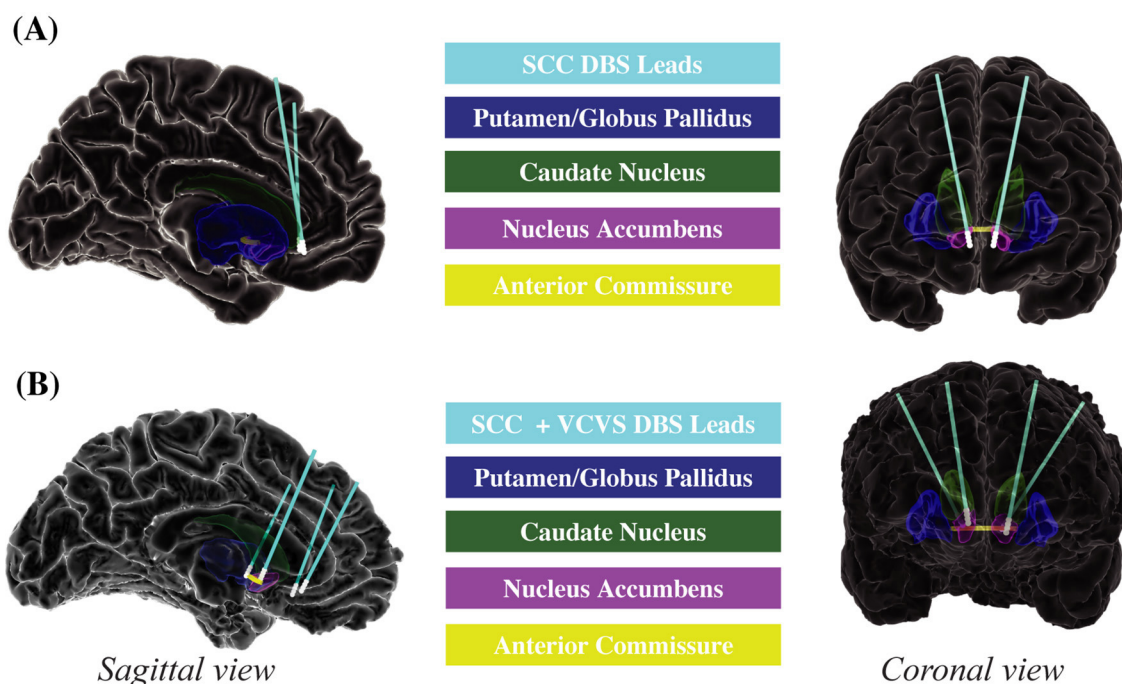 (A)
SCC DBS Leads
Putamen/Globus Pallidus
Caudate Nucleus
Nucleus Accumbens
Anterior Commissure
(B)
SCC + VCVS DBS Leads
Putamen/Globus Pallidus
Caudate Nucleus
Nucleus Accumbens
Anterior Commissure
Sagittal view
Coronal view